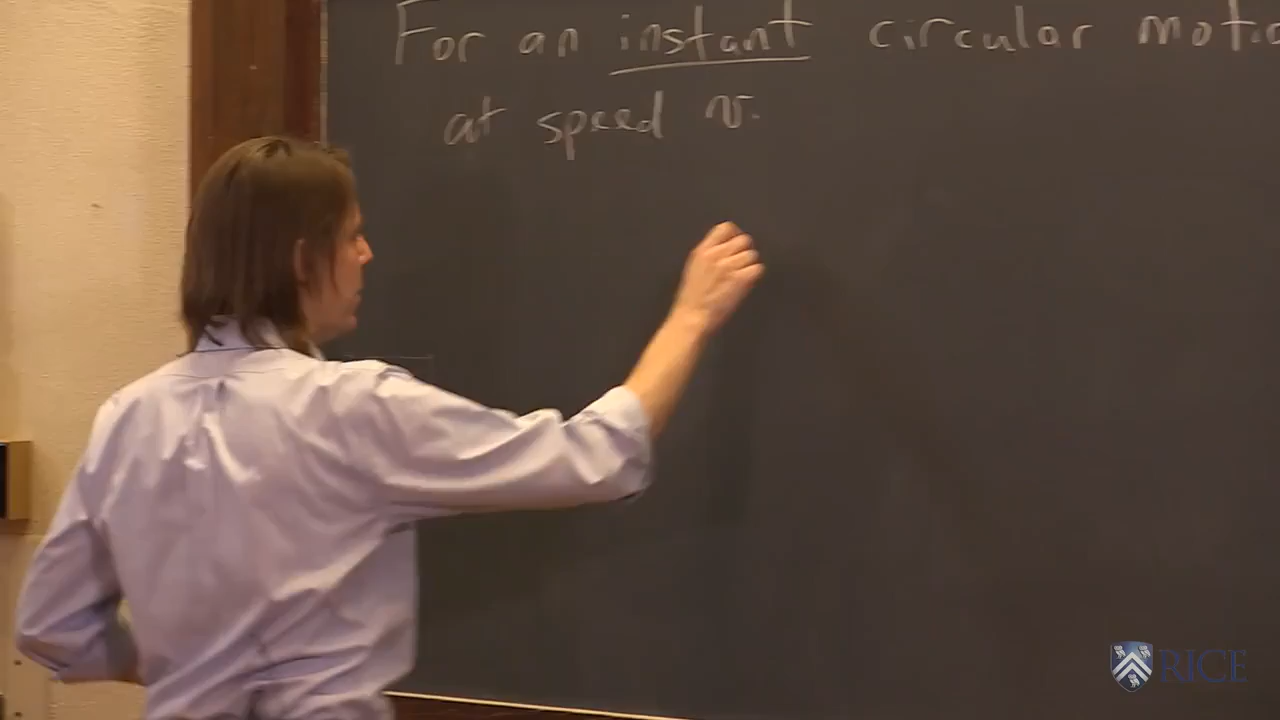 For an instant circular motio
at speed v.
RICE